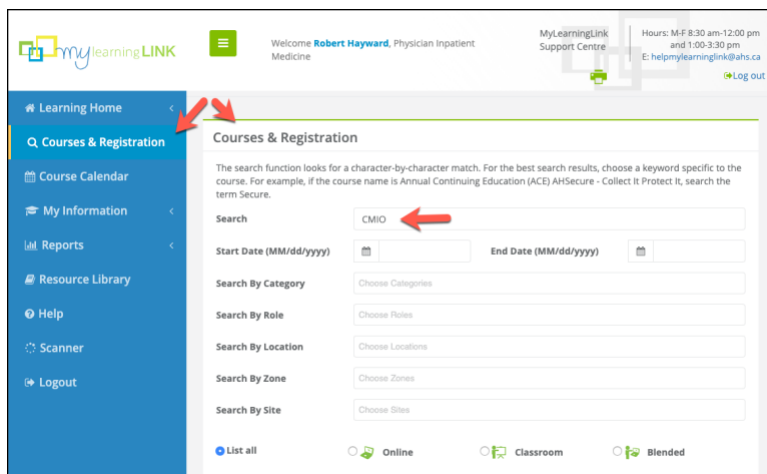 my learning LINK
Welcome Robert Hayward, Physician Inpatient
Medicine
MyLearningLink
Support Centre
Hours: M-F 8:30 am-12:00 pm
and 1:00-3:30 pm
E: helpmylearninglink@ahs.ca
Log out
Learning Home
Courses & Registration
Course Calendar
My Information
Reports
Resource Library
Help
Scanner
Logout
Courses & Registration
The search function looks for a character-by-character match. For the best search results, choose a keyword specific to the
course. For example, if the course name is Annual Continuing Education (ACE) AHSecure - Collect It Protect It, search the
term Secure.
Search CMIO
Start Date (MM/dd/yyyy) End Date (MM/dd/yyyy)
Search By Category Choose Categories
Search By Role Choose Roles
Search By Location Choose Locations
Search By Zone Choose Zones
Search By Site Choose Sites
List all Online Classroom Blended